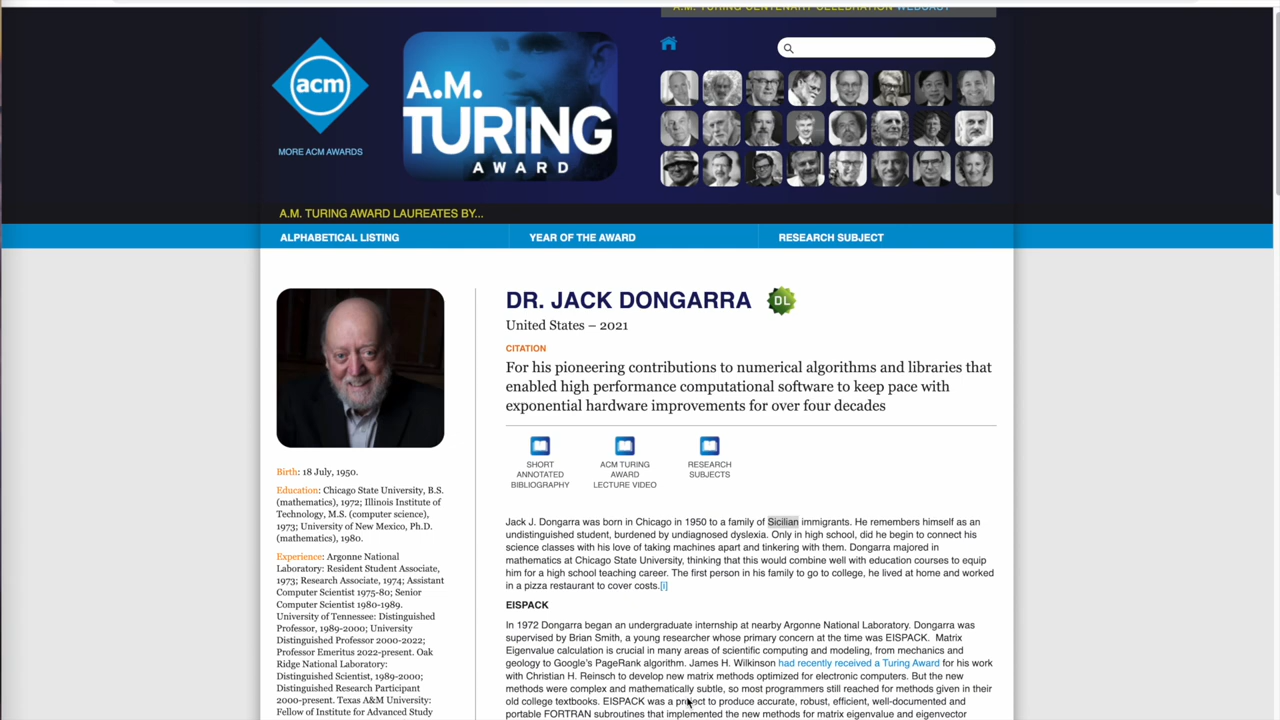 A.M. TURING CENTENARY CELEBRATION WEBCAST
acm
MORE ACM AWARDS
A.M.
TURING
AWARD
A.M. TURING AWARD LAUREATES BY...
ALPHABETICAL LISTING
YEAR OF THE AWARD
RESEARCH SUBJECT
Birth: 18 July, 1950.
Education: Chicago State University, B.S.
(mathematics), 1972; Illinois Institute of
Technology, M.S. (computer science),
1973; University of New Mexico, Ph.D.
(mathematics), 1980.
Experience: Argonne National
Laboratory: Resident Student Associate,
1973; Research Associate, 1974; Assistant
Computer Scientist 1975-80; Senior
Computer Scientist 1980-1989.
University of Tennessee: Distinguished
Professor, 1989-2000; University
Distinguished Professor 2000-2022;
Professor Emeritus 2022-present. Oak
Ridge National Laboratory:
Distinguished Scientist, 1989-2000;
Distinguished Research Participant
2000-present. Texas A&M University:
Fellow of Institute for Advanced Study
DR. JACK DONGARRA
DL
United States – 2021
CITATION
For his pioneering contributions to numerical algorithms and libraries that
enabled high performance computational software to keep pace with
exponential hardware improvements for over four decades
SHORT
ANNOTATED
BIBLIOGRAPHY
ACM TURING
AWARD
LECTURE VIDEO
RESEARCH
SUBJECTS
Jack J. Dongarra was born in Chicago in 1950 to a family of Sicilian immigrants. He remembers himself as an
undistinguished student, burdened by undiagnosed dyslexia. Only in high school, did he begin to connect his
science classes with his love of taking machines apart and tinkering with them. Dongarra majored in
mathematics at Chicago State University, thinking that this would combine well with education courses to equip
him for a high school teaching career. The first person in his family to go to college, he lived at home and worked
in a pizza restaurant to cover costs.[i]
EISPACK
In 1972 Dongarra began an undergraduate internship at nearby Argonne National Laboratory. Dongarra was
supervised by Brian Smith, a young researcher whose primary concern at the time was EISPACK. Matrix
Eigenvalue calculation is crucial in many areas of scientific computing and modeling, from mechanics and
geology to Google's PageRank algorithm. James H. Wilkinson had recently received a Turing Award for his work
with Christian H. Reinsch to develop new matrix methods optimized for electronic computers. But the new
methods were complex and mathematically subtle, so most programmers still reached for methods given in their
old college textbooks. EISPACK was a project to produce accurate, robust, efficient, well-documented and
portable FORTRAN subroutines that implemented the new methods for matrix eigenvalue and eigenvector